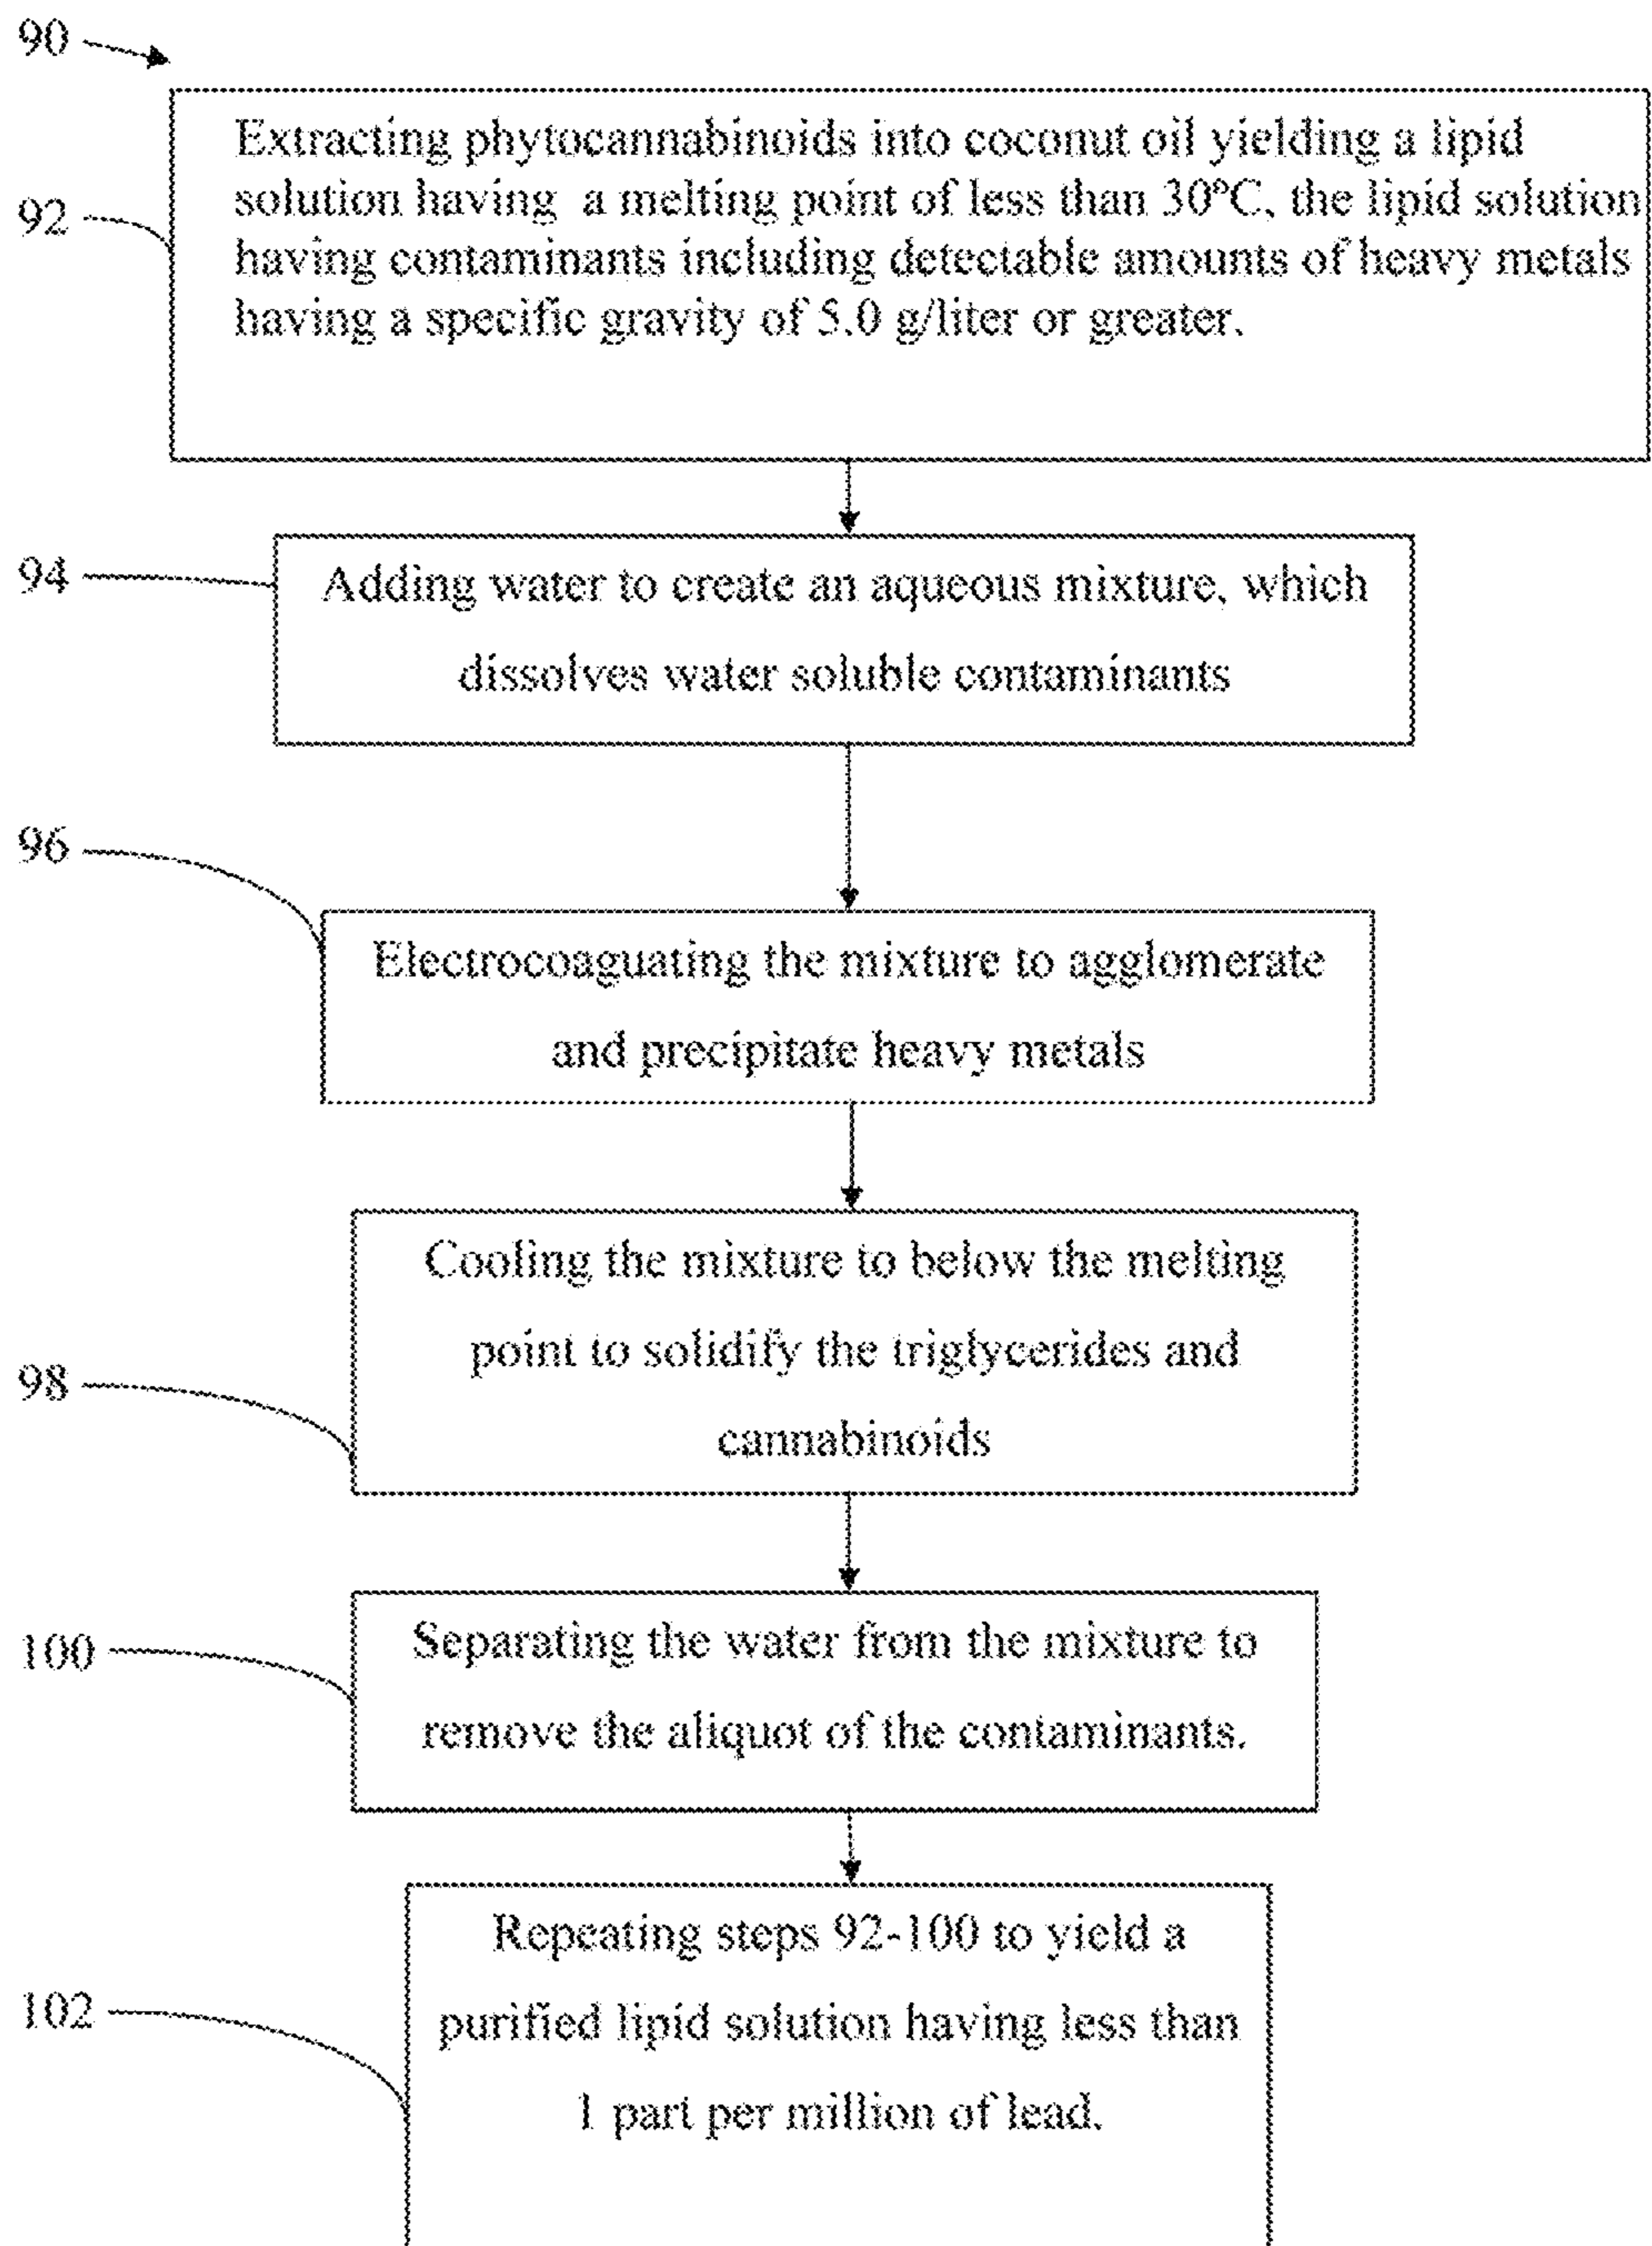 90
Extracting phytocannabinoids into coconut oil yielding a lipid
92
solution having a melting point of less than 30°C, the lipid solution
having contaminants including detectable amounts of heavy metals
having a specific gravity of 5.0 g/liter or greater.
94
Adding water to create an aqueous mixture, which
dissolves water soluble contaminants
96
Electrocoaguating the mixture to agglomerate
and precipitate heavy metals
Cooling the mixture to below the melting
point to solidify the triglycerides and
98
cannabinoids
100
Separating the water from the mixture to
remove the aliquot of the contaminants.
Repeating steps 92-100 to yield a
102
purified lipid solution having less than
1 part per million of lead.